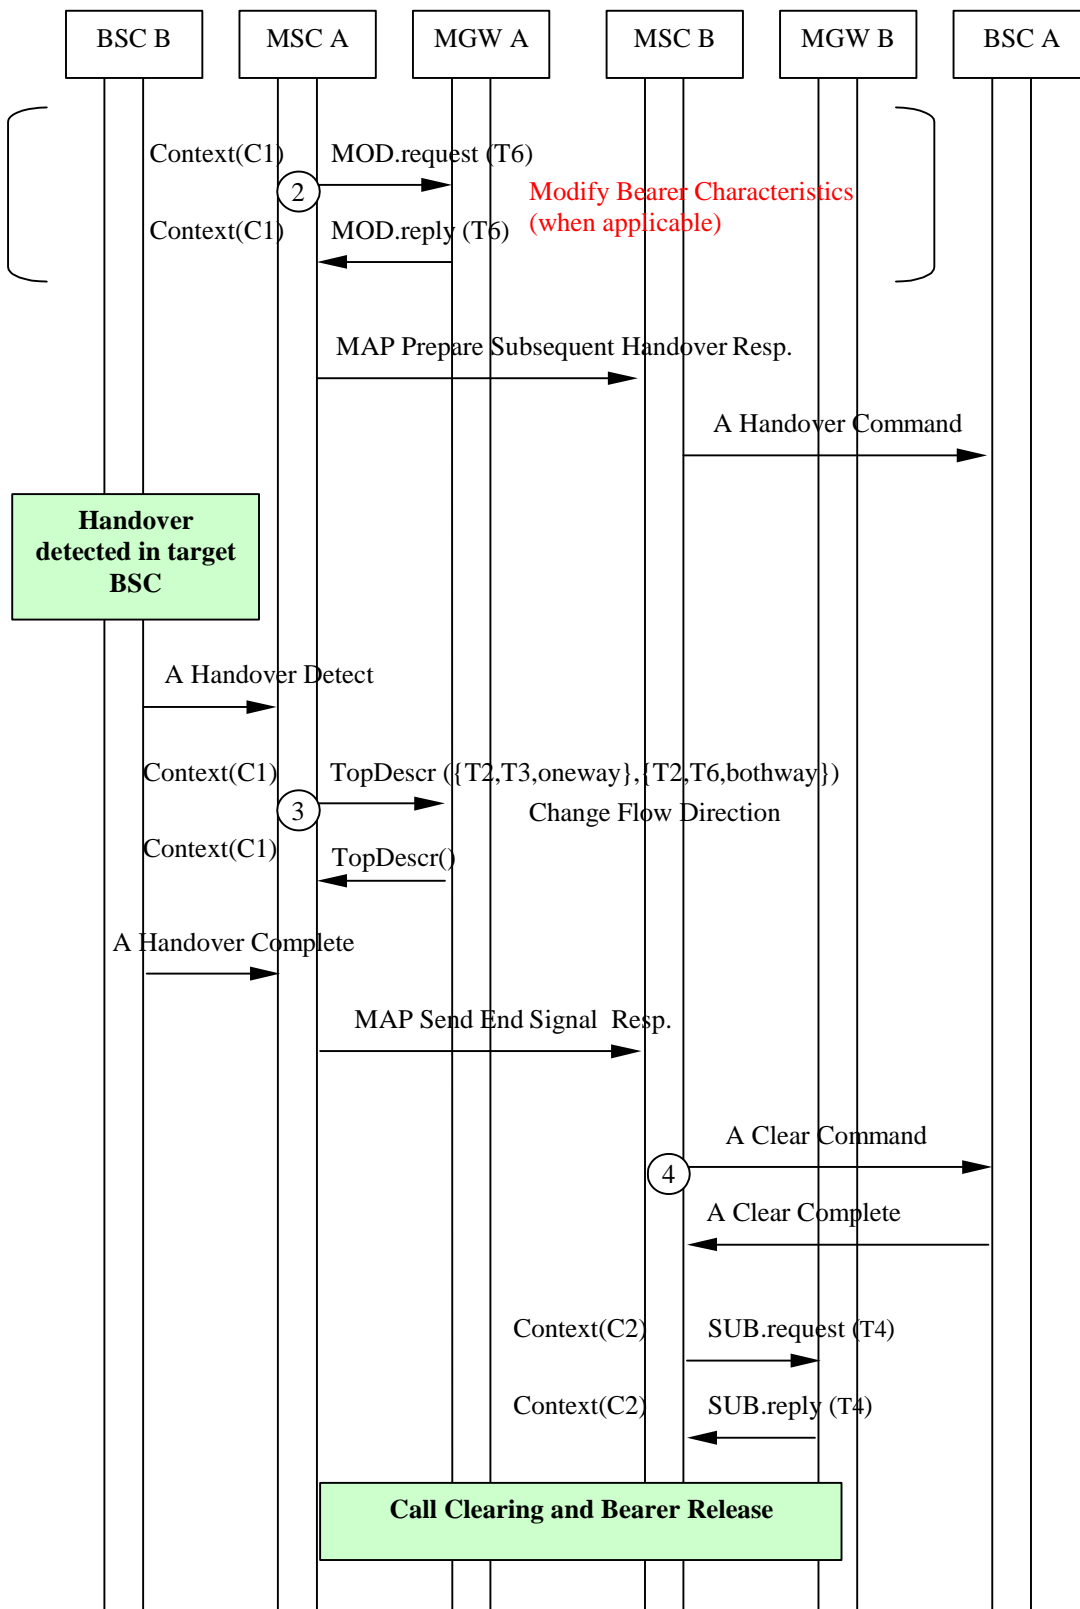 BSC B
MSC A
MGW A
MSC B
MGW B
BSC A
Context(C1)
MOD.request (T6)
2
Modify Bearer Characteristics
(when applicable)
Context(C1)
MOD.reply (T6)
MAP Prepare Subsequent Handover Resp.
A Handover Command
Handover
detected in target
BSC
A Handover Detect
Context(C1)
TopDescr ({T2,T3,oneway},{T2,T6,bothway})
3
Change Flow Direction
Context(C1)
TopDescr()
A Handover Complete
MAP Send End Signal Resp.
A Clear Command
4
A Clear Complete
Context(C2)
SUB.request (T4)
Context(C2)
SUB.reply (T4)
Call Clearing and Bearer Release